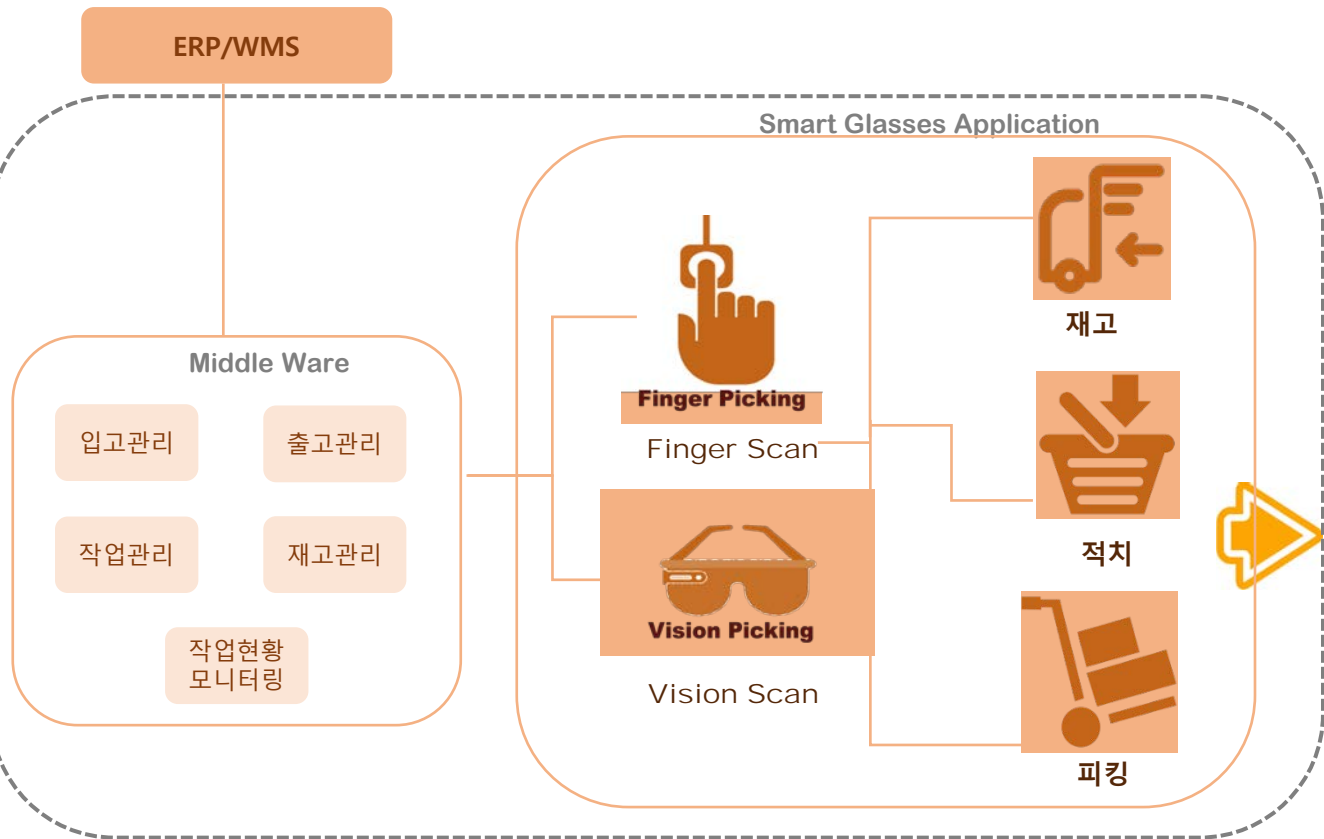 ERP/WMS
Smart Glasses Application
Middle Ware
입고관리
출고관리
작업관리
재고관리
작업현황
모니터링
Finger Picking
Finger Scan
Vision Picking
Vision Scan
재고
적치
피킹